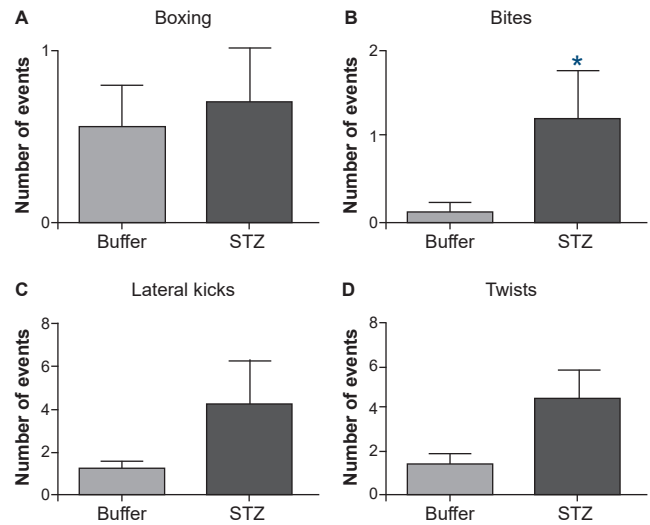 A Boxing
Number of events
1
0
Buffer STZ
B Bites
Number of events
2
1
0
*
Buffer STZ
C Lateral kicks
Number of events
8
6
4
2
0
Buffer STZ
D Twists
Number of events
8
6
4
2
0
Buffer STZ